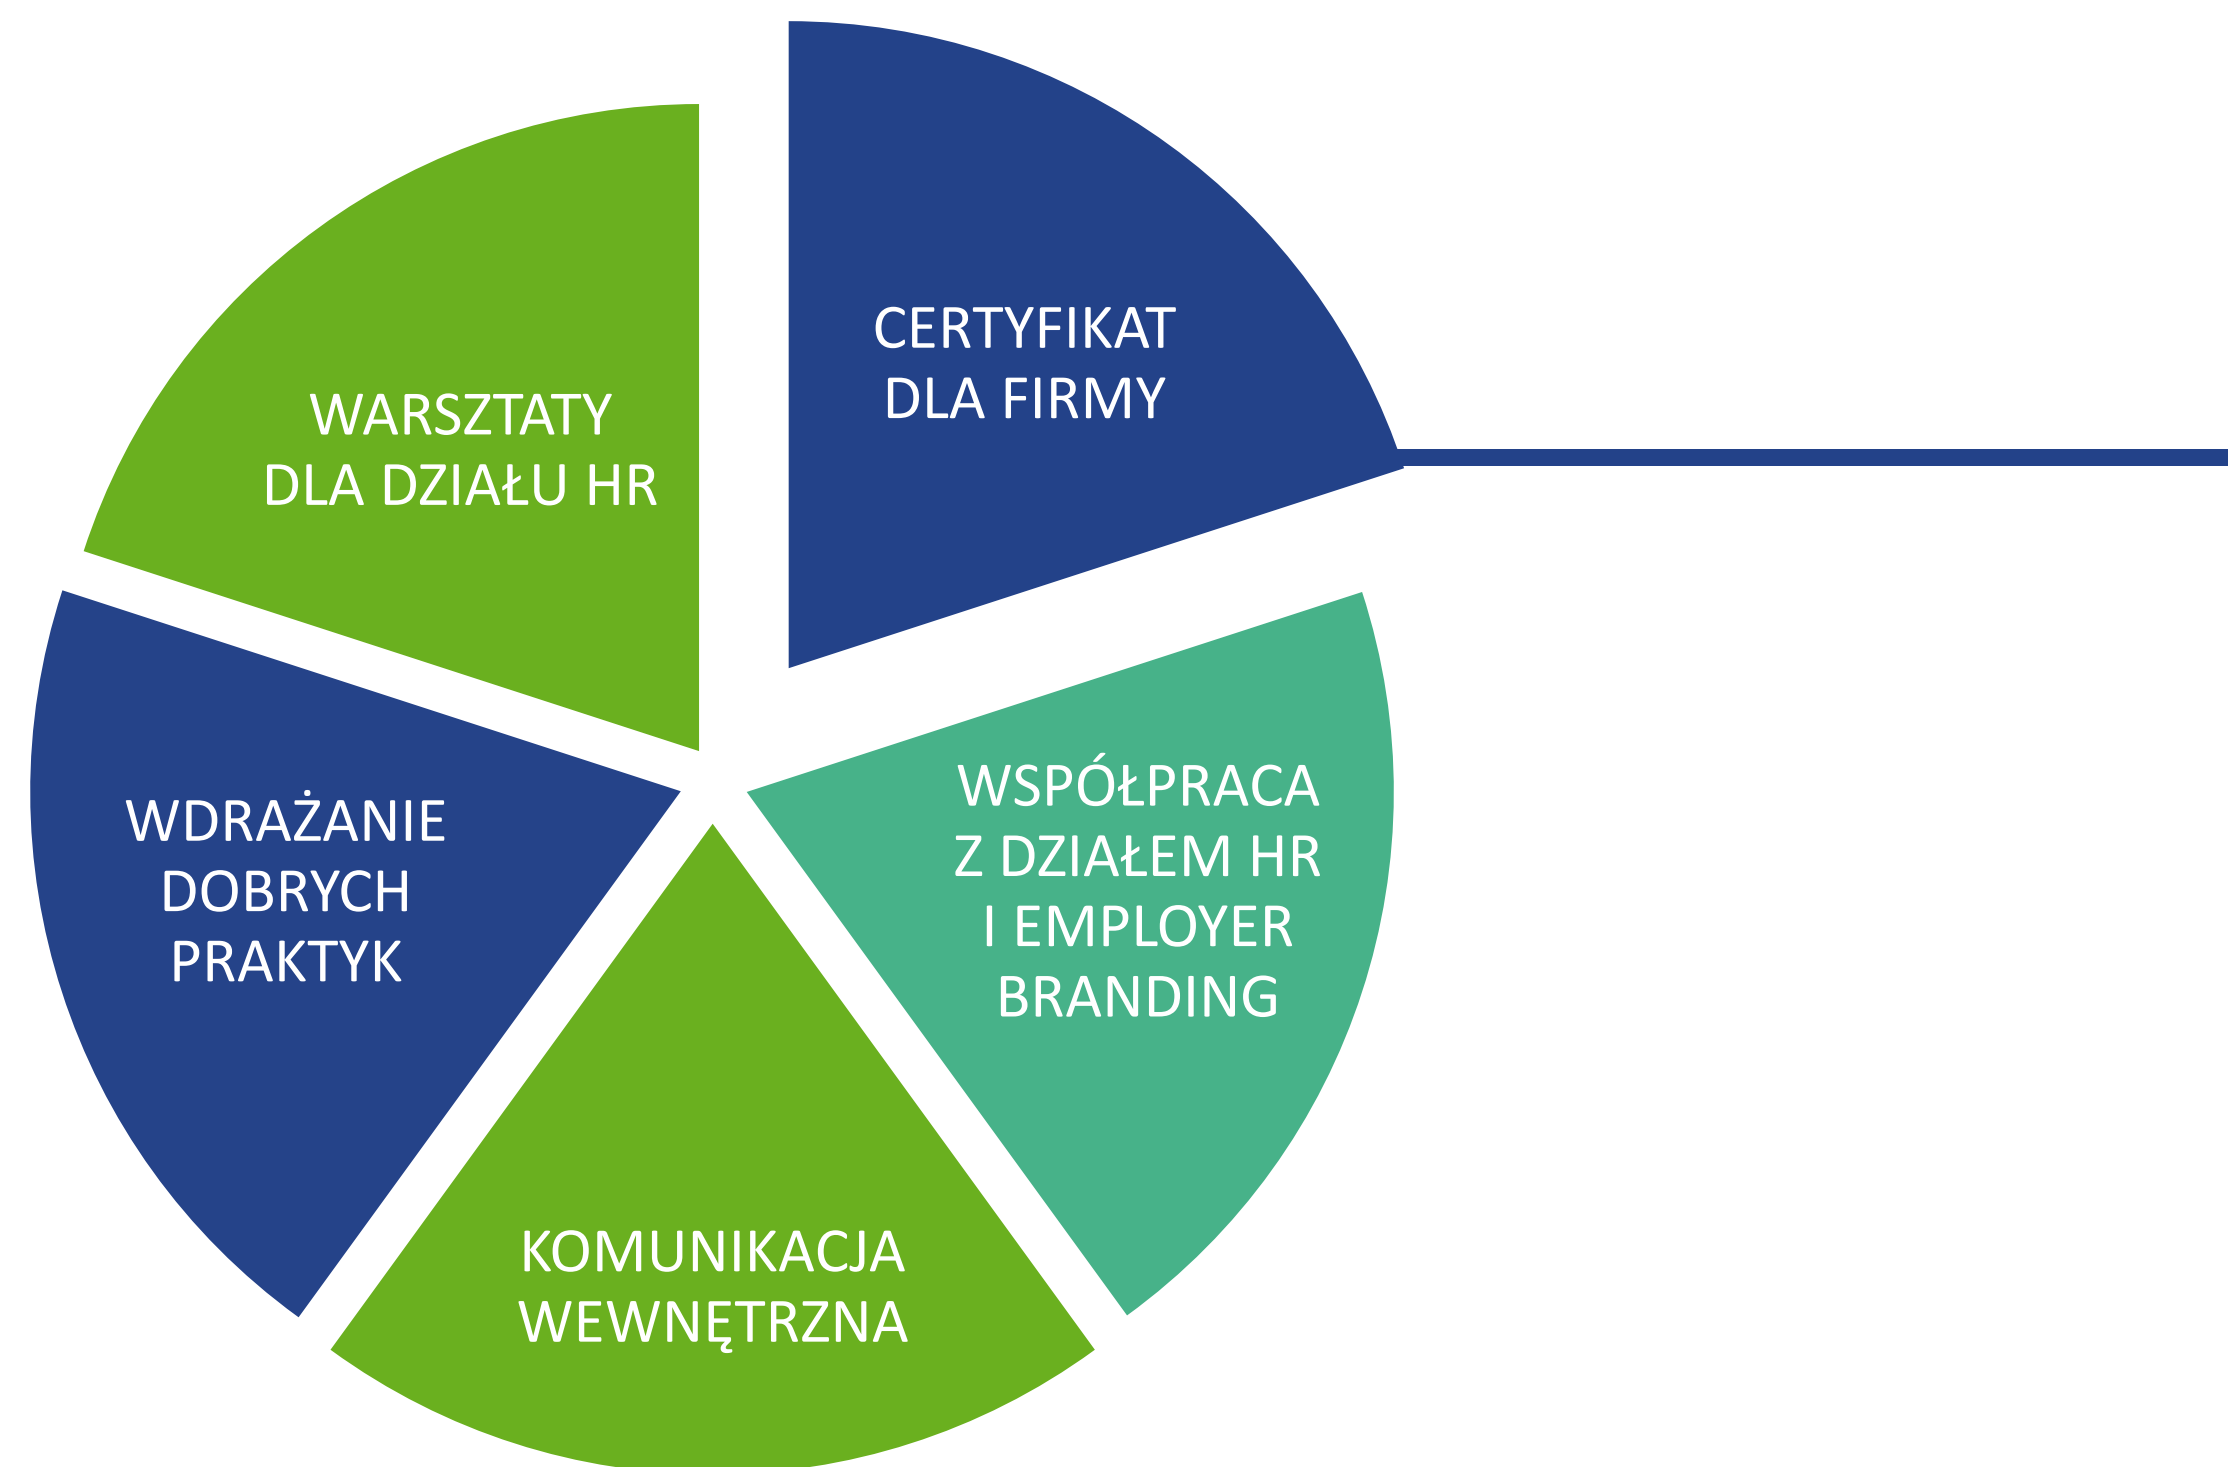 CERTYFIKAT
DLA FIRMY
WARSZTATY
DLA DZIAŁU HR
WSPÓŁPRACA
Z DZIAŁEM HR
I EMPLOYER
BRANDING
WDRAŻANIE
DOBRYCH
PRAKTYK
KOMUNIKACJA
WEWNĘTRZNA